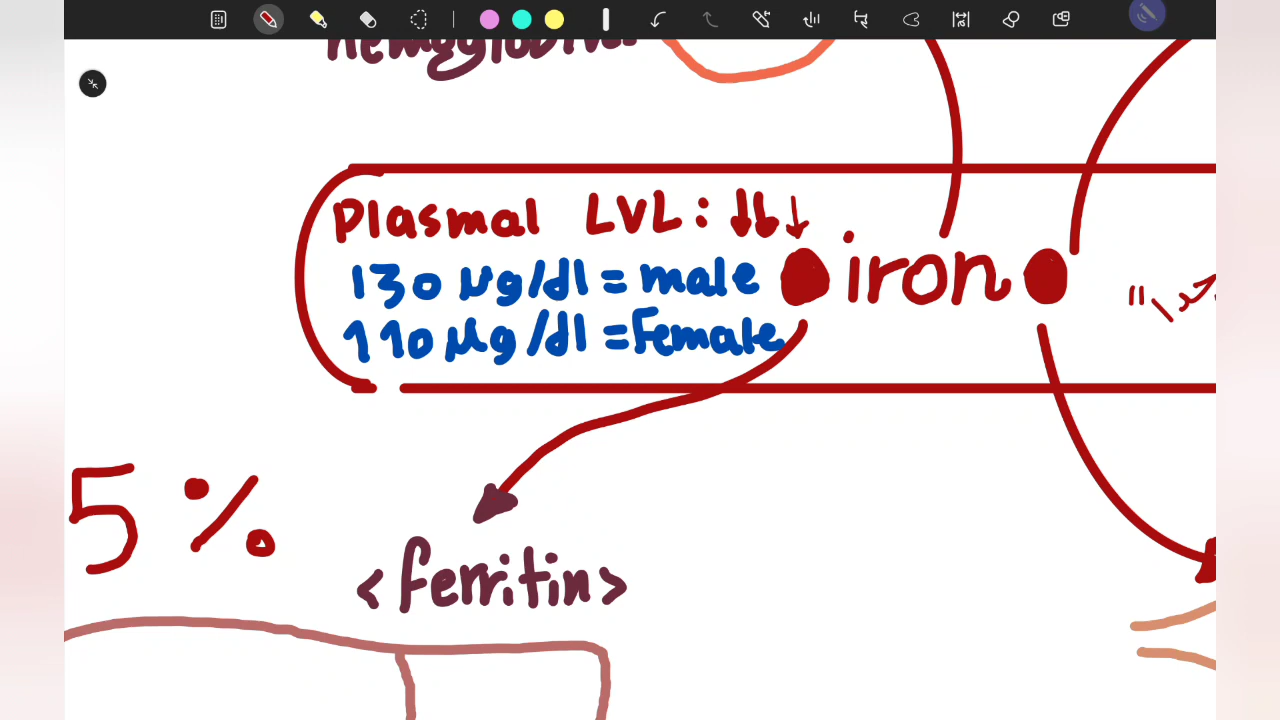 Plasmal LVL: ↓↓↓
130 µg/dl = male
110 µg/dl = Female
iron
5 %
<ferritin>